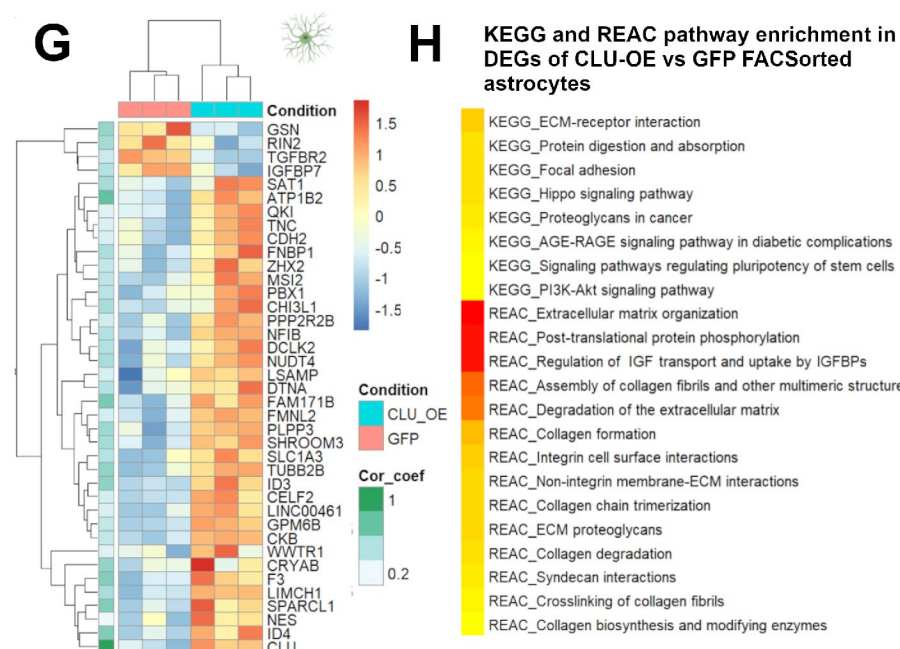 G
Condition
GSN
RIN2
TGFBR2
IGFBP7
SAT1
ATP1B2
QKI
TNC
CDH2
FNBP1
ZHX2
MSI2
PBX1
CHI3L1
PPP2R2B
NFIB
DCLK2
NUDT4
LSAMP
DTNA
FAM171B
FMNL2
PLPP3
SHROOM3
SLC1A3
TUBB2B
ID3
CELF2
LINC00461
GPM6B
CKB
WWTR1
CRYAB
F3
LIMCH1
SPARCL1
NES
ID4
CLU
1.5
1
0.5
0
-0.5
-1
-1.5
Condition
CLU_OE
GFP
Cor_coef
1
0.2
H
KEGG and REAC pathway enrichment in
DEGs of CLU-OE vs GFP FACSorted
astrocytes
KEGG_ECM-receptor interaction
KEGG_Protein digestion and absorption
KEGG_Focal adhesion
KEGG_Hippo signaling pathway
KEGG_Proteoglycans in cancer
KEGG_AGE-RAGE signaling pathway in diabetic complications
KEGG_Signaling pathways regulating pluripotency of stem cells
KEGG_PI3K-Akt signaling pathway
REAC_Extracellular matrix organization
REAC_Post-translational protein phosphorylation
REAC_Regulation of IGF transport and uptake by IGFBPs
REAC_Assembly of collagen fibrils and other multimeric structure
REAC_Degradation of the extracellular matrix
REAC_Collagen formation
REAC_Integrin cell surface interactions
REAC_Non-integrin membrane-ECM interactions
REAC_Collagen chain trimerization
REAC_ECM proteoglycans
REAC_Collagen degradation
REAC_Syndecan interactions
REAC_Crosslinking of collagen fibrils
REAC_Collagen biosynthesis and modifying enzymes